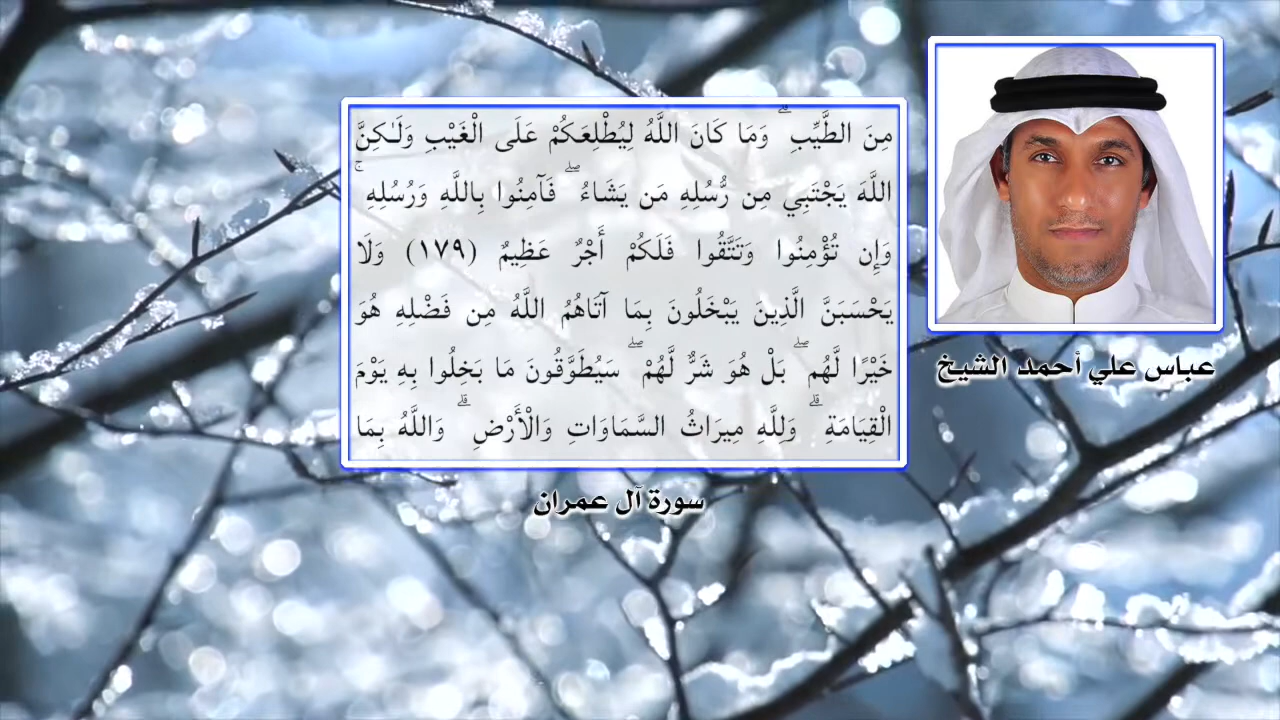 مِنَ الطَّيِّبِ ۗ وَمَا كَانَ اللَّهُ لِيُطْلِعَكُمْ عَلَى الْغَيْبِ وَلَـٰكِنَّ
اللَّهَ يَجْتَبِي مِن رُّسُلِهِ مَن يَشَاءُ ۖ فَآمِنُوا بِاللَّهِ وَرُسُلِهِ ۚ
وَإِن تُؤْمِنُوا وَتَتَّقُوا فَلَكُمْ أَجْرٌ عَظِيمٌ (١٧٩) وَلَا
يَحْسَبَنَّ الَّذِينَ يَبْخَلُونَ بِمَا آتَاهُمُ اللَّهُ مِن فَضْلِهِ هُوَ
خَيْرًا لَّهُم ۖ بَلْ هُوَ شَرٌّ لَّهُمْ ۖ سَيُطَوَّقُونَ مَا بَخِلُوا بِهِ يَوْمَ
الْقِيَامَةِ ۗ وَلِلَّهِ مِيرَاثُ السَّمَاوَاتِ وَالْأَرْضِ ۗ وَاللَّهُ بِمَا
عباس علي أحمد الشيخ
سورة آل عمران